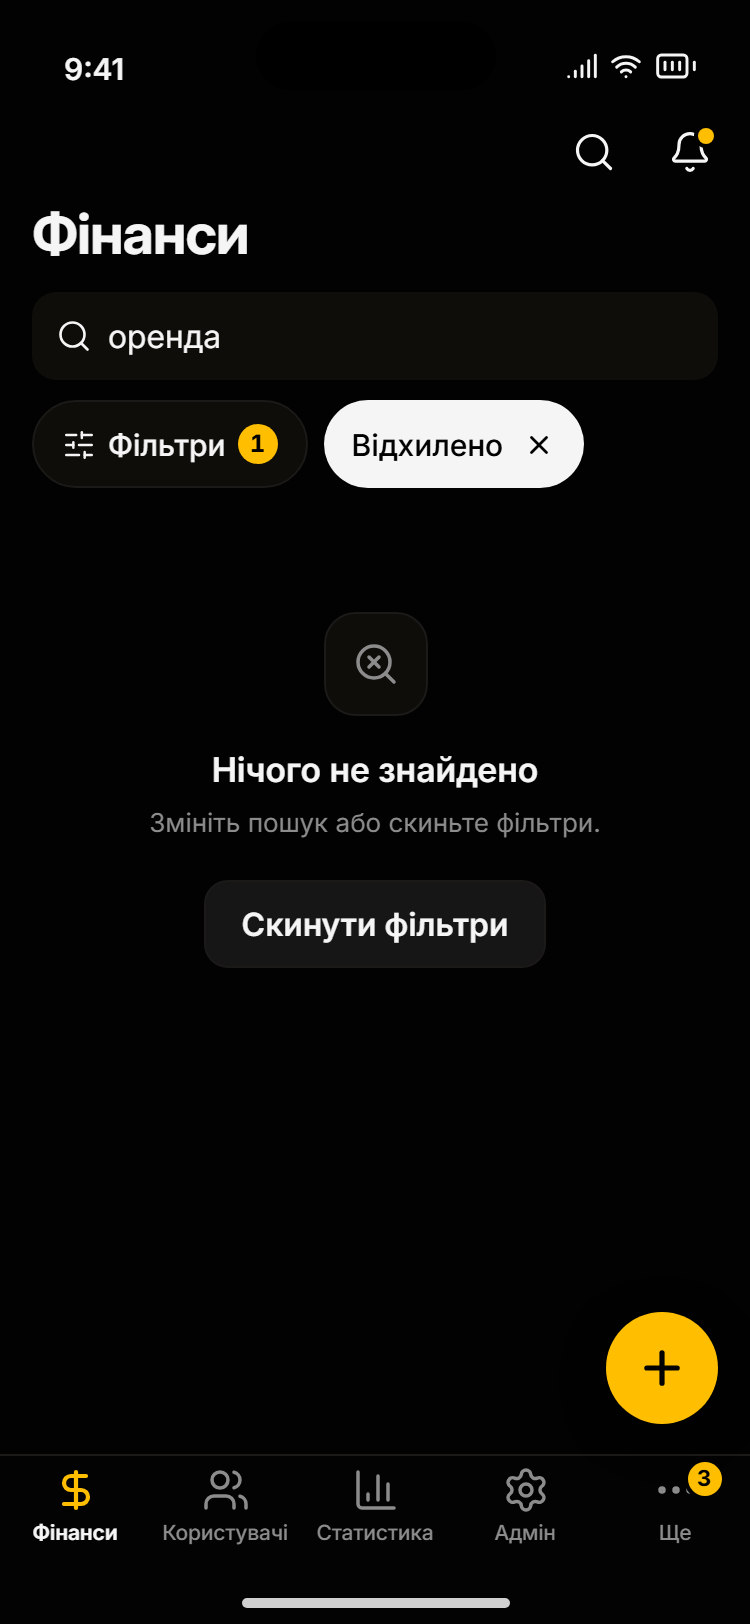 9:41
Фінанси
оренда
Фільтри 1
Відхилено
Нічого не знайдено
Змініть пошук або скиньте фільтри.
Скинути фільтри
3
Фінанси
Користувачі
Статистика
Адмін
Ще